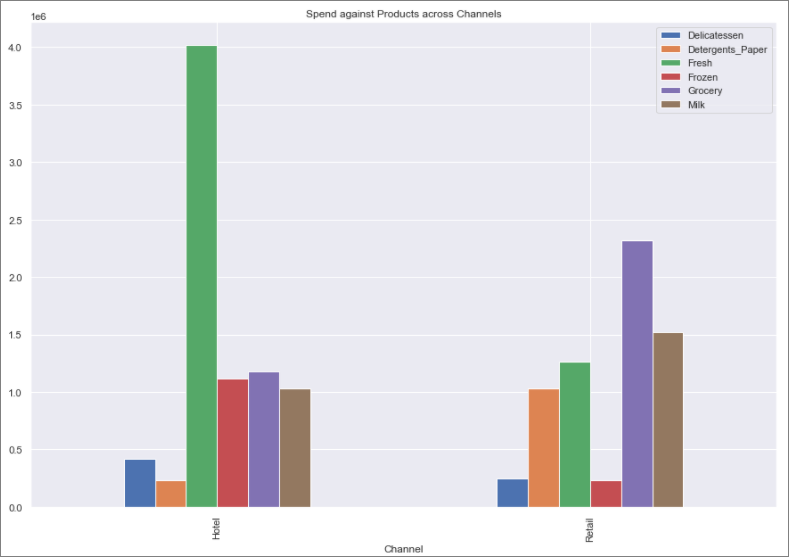 Spend against Products across Channels
1e6
Delicatessen
Detergents_Paper
Fresh
Frozen
Grocery
Milk
4.0
3.5
3.0
2.5
2.0
1.5
1.0
0.5
0.0
Hotel
Retail
Channel